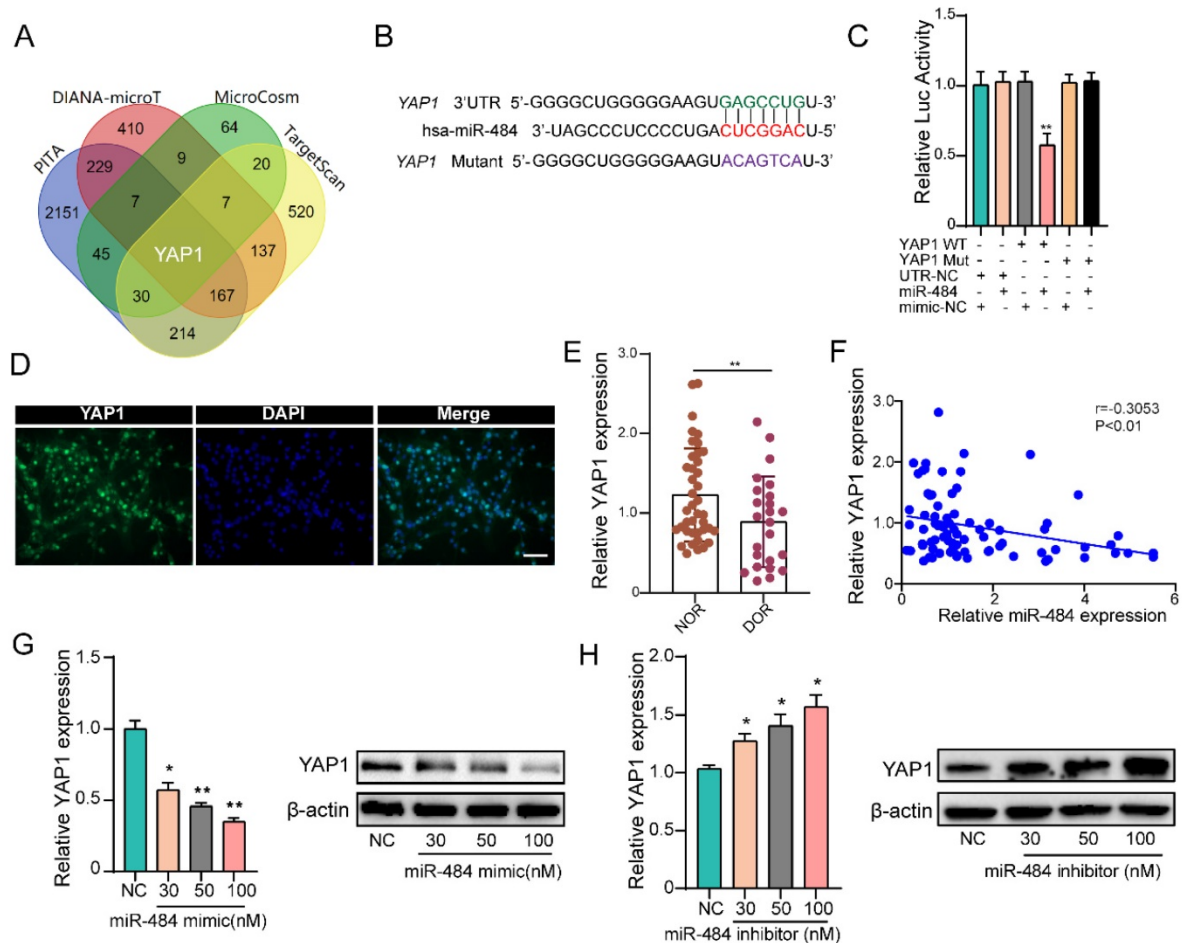 A
DIANA-microT
MicroCosm
PITA
TargetScan
410
64
229
9
20
2151
7
7
520
45
YAP1
137
30
167
214
B
YAP1 3'UTR 5'-GGGGCUGGGGGAAGUGAGCCUGU-3'
hsa-miR-484 3'-UAGCCCUCCCCUGACUCGGACU-5'
YAP1 Mutant 5'-GGGGCUGGGGGAAGUACAGTCAU-3'
C
Relative Luc Activity
1.5
1.0
0.5
0.0
**
YAP1 WT - - + + - -
YAP1 Mut - - - - + +
UTR-NC + + - - - -
miR-484 - + - + - +
mimic-NC + - + - + -
D
YAP1 DAPI Merge
E
Relative YAP1 expression
3.0
2.0
1.0
0
**
NOR DOR
F
Relative YAP1 expression
3.0
2.0
1.0
0
r=-0.3053
P<0.01
0 2 4 6
Relative miR-484 expression
G
Relative YAP1 expression
1.5
1.0
0.5
0
* ** **
NC 30 50 100
miR-484 mimic(nM)
YAP1
β-actin
NC 30 50 100
miR-484 mimic(nM)
H
Relative YAP1 expression
2.0
1.5
1.0
0.5
0
* * *
NC 30 50 100
miR-484 inhibitor (nM)
YAP1
β-actin
NC 30 50 100
miR-484 inhibitor (nM)